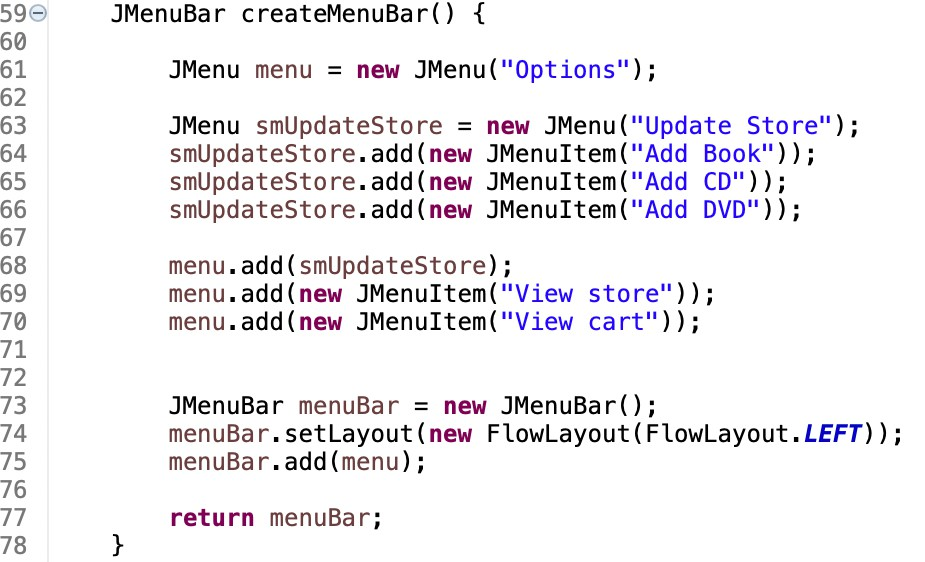 59 JMenuBar createMenuBar() {
60
61 JMenu menu = new JMenu("Options");
62
63 JMenu smUpdateStore = new JMenu("Update Store");
64 smUpdateStore.add(new JMenuItem("Add Book"));
65 smUpdateStore.add(new JMenuItem("Add CD"));
66 smUpdateStore.add(new JMenuItem("Add DVD"));
67
68 menu.add(smUpdateStore);
69 menu.add(new JMenuItem("View store"));
70 menu.add(new JMenuItem("View cart"));
71
72
73 JMenuBar menuBar = new JMenuBar();
74 menuBar.setLayout(new FlowLayout(FlowLayout.LEFT));
75 menuBar.add(menu);
76
77 return menuBar;
78 }